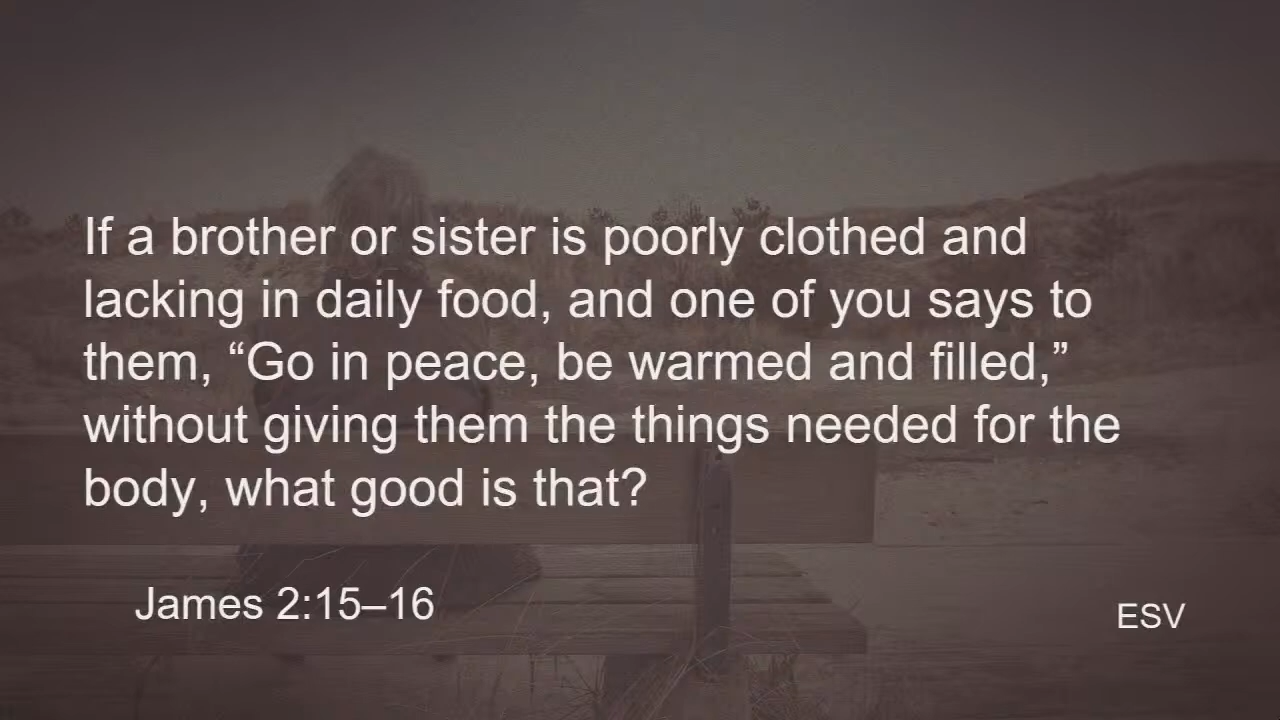 If a brother or sister is poorly clothed and
lacking in daily food, and one of you says to
them, “Go in peace, be warmed and filled,”
without giving them the things needed for the
body, what good is that?
James 2:15–16
ESV